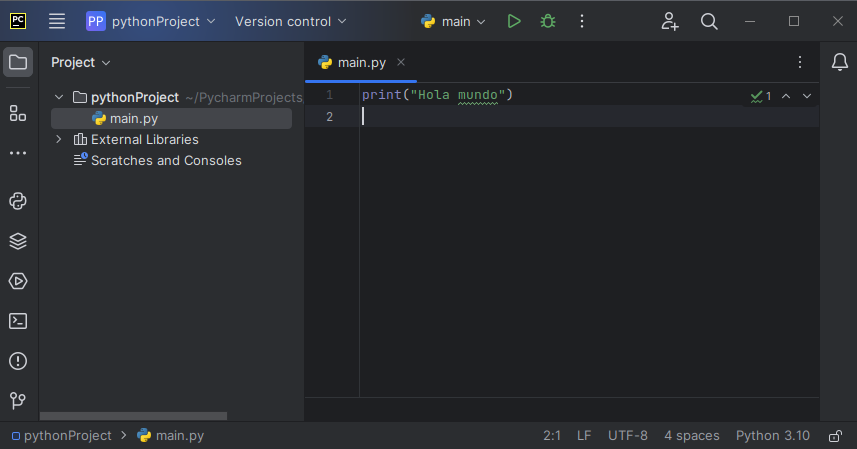 PC
PP pythonProject Version control main
Project
main.py
pythonProject ~/PycharmProjects
main.py
External Libraries
Scratches and Consoles
1 print("Hola mundo")
2
1
pythonProject > main.py 2:1 LF UTF-8 4 spaces Python 3.10